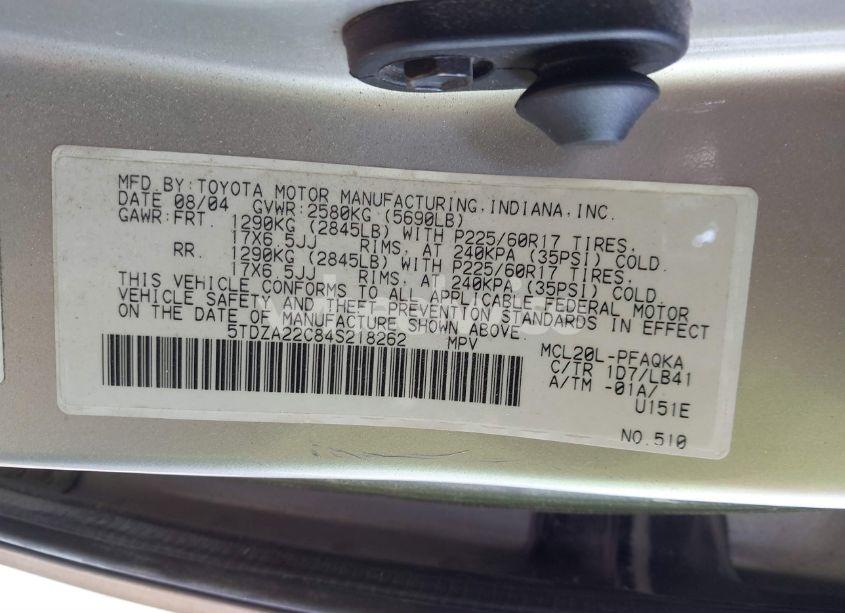 MFD.BY:TOYOTA MOTOR MANUFACTURING,INDIANA,INC.
DATE 08/04 GVWR:2580KG (5690LB)
GAWR:FRT. 1290KG (2845LB) WITH P225/60R17 TIRES,
17X6.5JJ RIMS, AT 240KPA (35PSI) COLD.
RR. 1290KG (2845LB) WITH P225/60R17 TIRES,
17X6.5JJ RIMS, AT 240KPA (35PSI) COLD.
THIS VEHICLE CONFORMS TO ALL APPLICABLE FEDERAL MOTOR
VEHICLE SAFETY AND THEFT PREVENTION STANDARDS IN EFFECT
ON THE DATE OF MANUFACTURE SHOWN ABOVE.
5TDZA22C84S218262 MPV
MCL20L-PFAQKA
C/TR 1D7/LB41
A/TM -01A/
U151E
NO.510